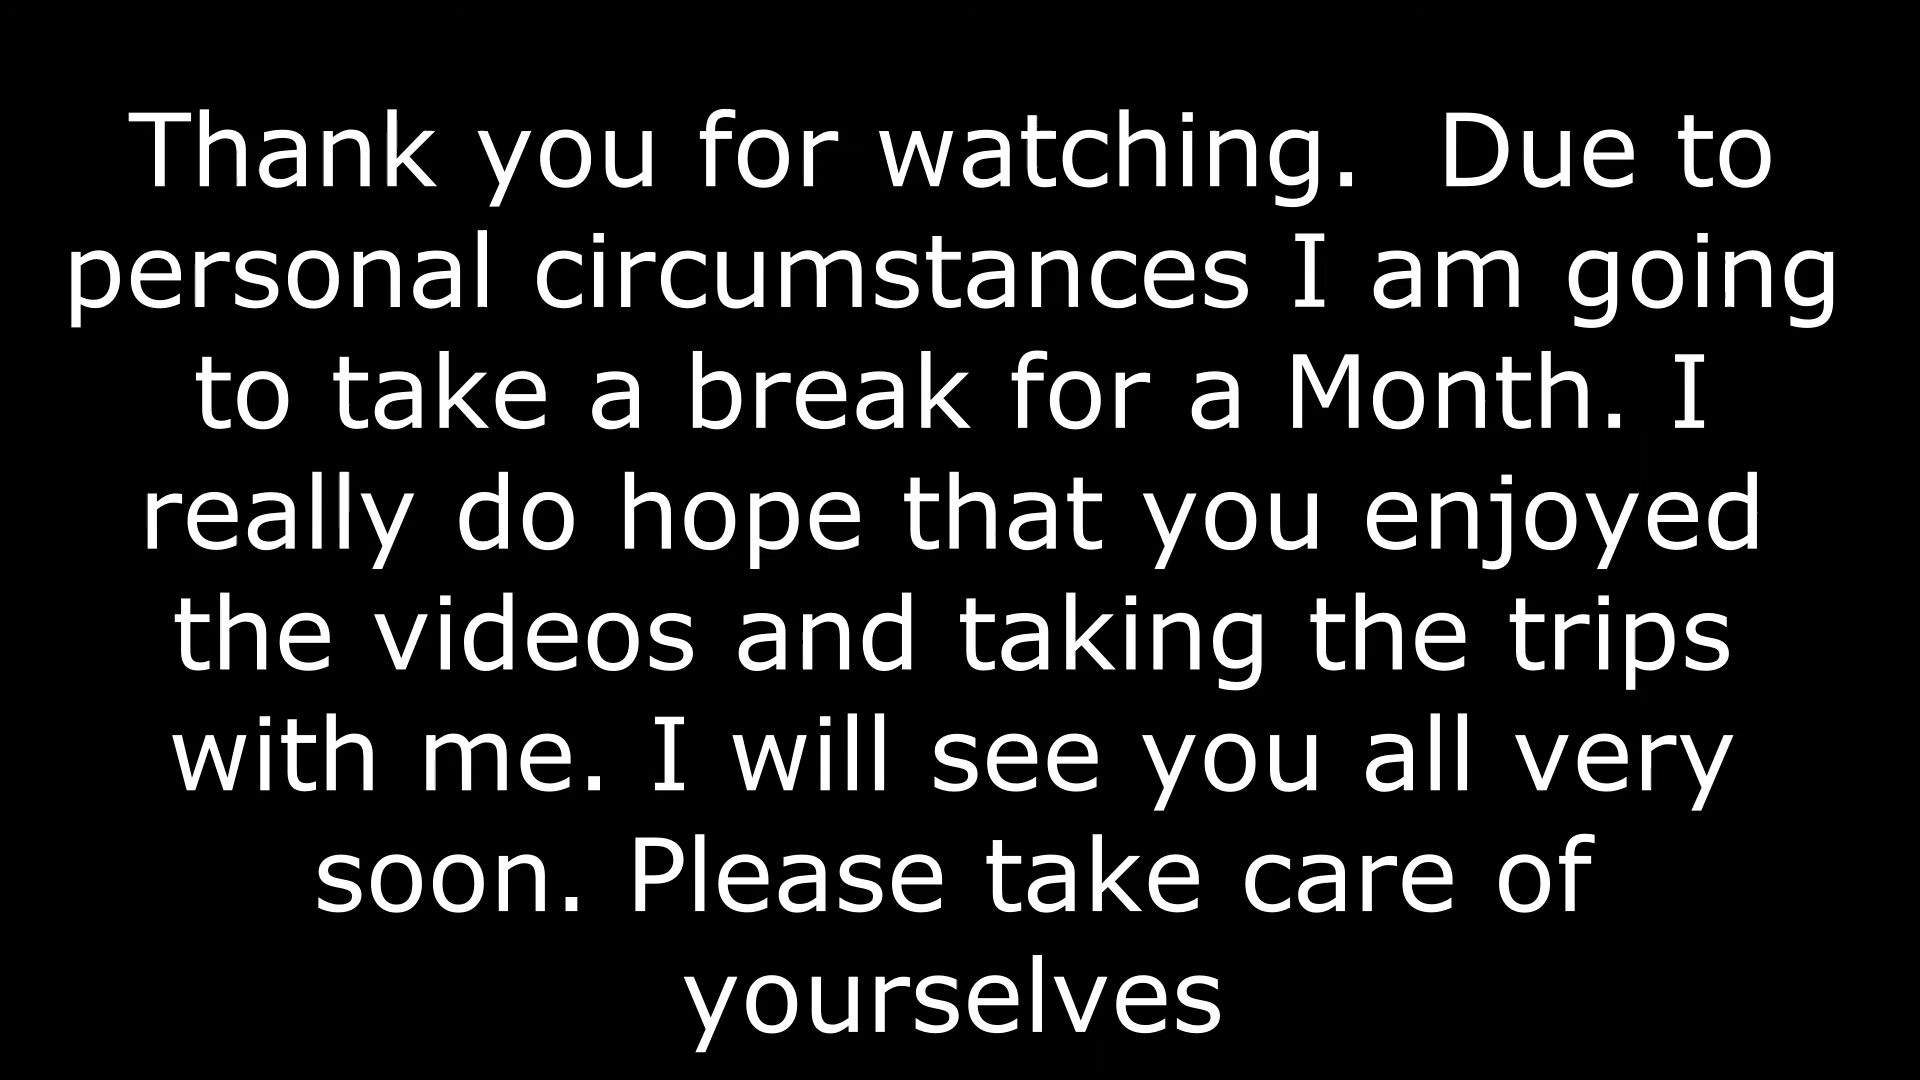 Thank you for watching.  Due to
personal circumstances I am going
to take a break for a Month. I
really do hope that you enjoyed
the videos and taking the trips
with me. I will see you all very
soon. Please take care of
yourselves